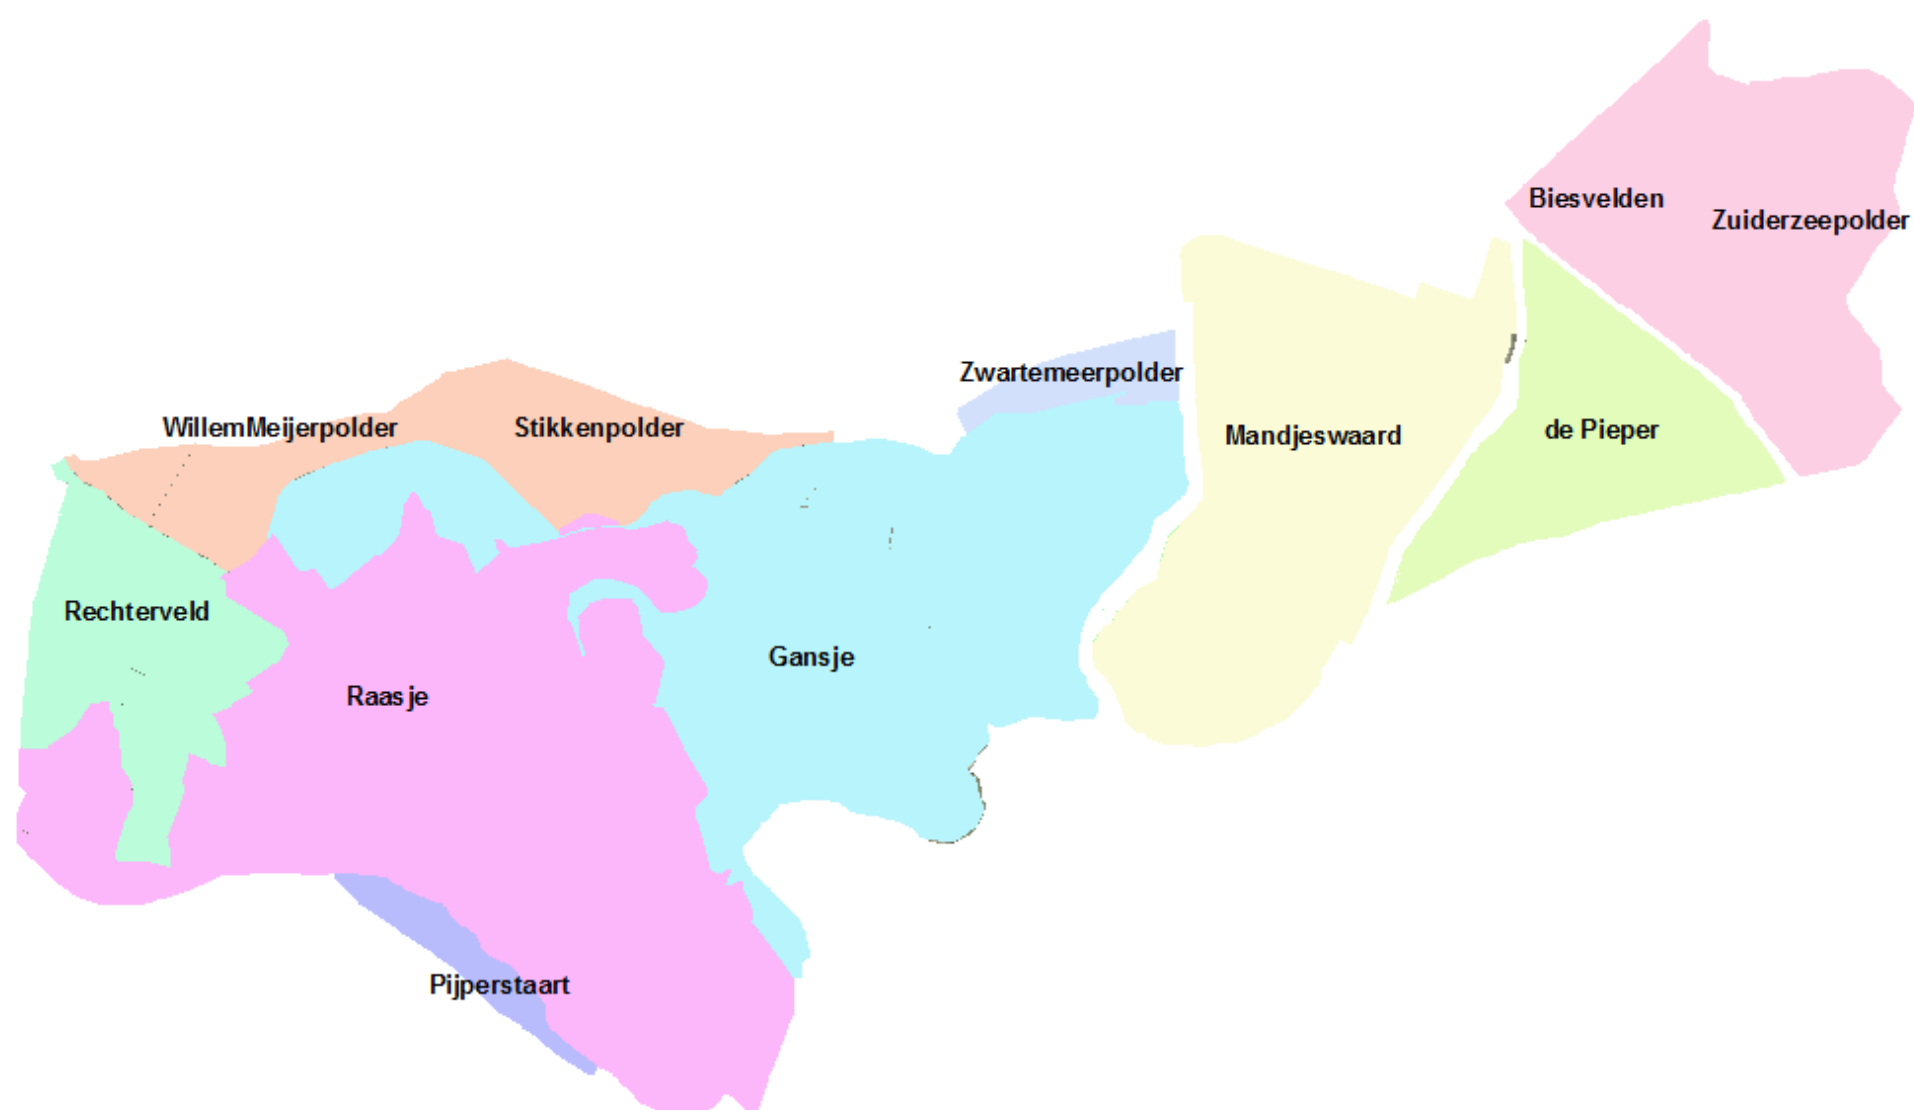 Biesvelden
Zuiderzeepolder
Zwartemeerpolder
WillemMeijerpolder
Stikkenpolder
Mandjeswaard
de Pieper
Rechterveld
Gansje
Raasje
Pijperstaart